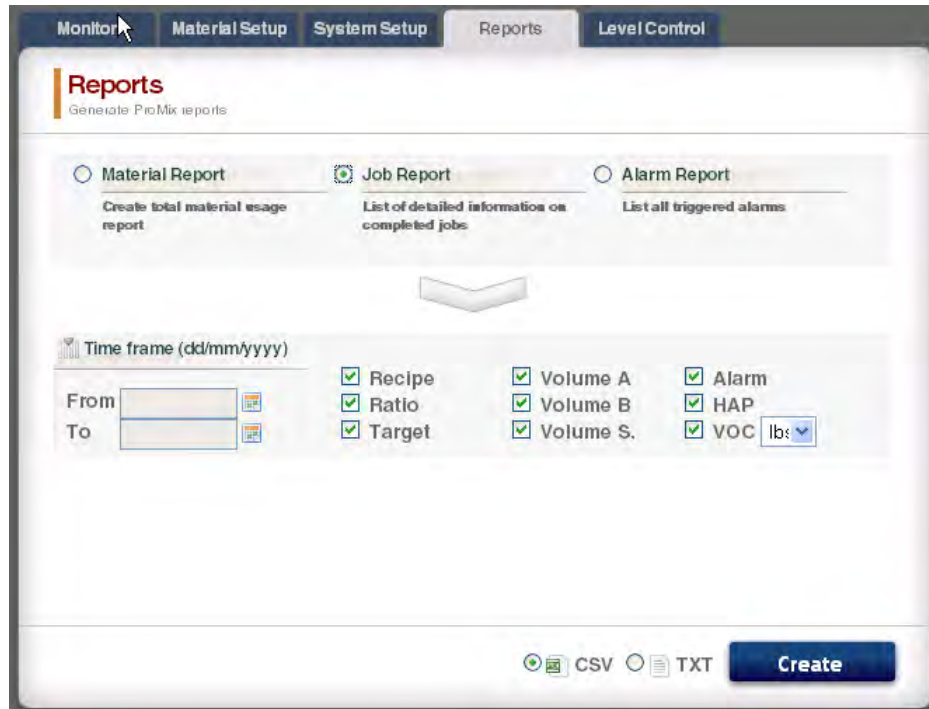 Monitor Material Setup System Setup Reports Level Control
Reports
Generate ProMix reports
Material Report Job Report Alarm Report
Create total material usage List of detailed information on List all triggered alarms
report completed jobs
Time frame (dd/mm/yyyy)
Recipe Volume A Alarm
From Ratio Volume B HAP
To Target Volume S. VOC lbs
CSV TXT Create